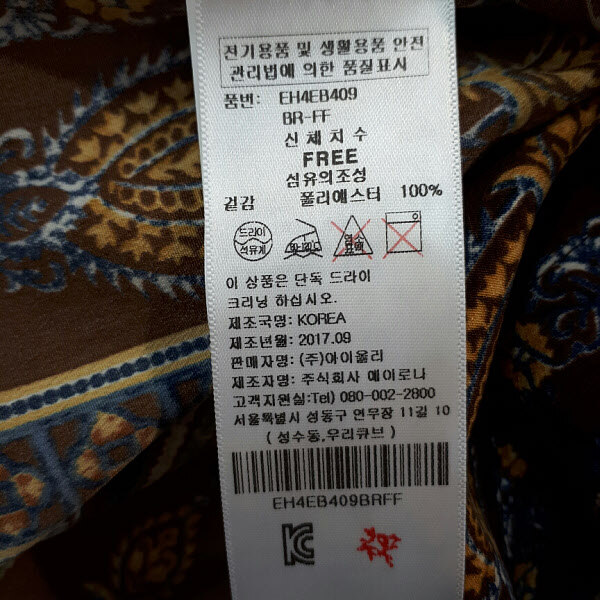 전기용품 및 생활용품 안전
관리법에 의한 품질표시
품번: EH4EB409
BR-FF
신 체 치 수
FREE
섬유의조성
겉감 폴리에스터 100%
드라이
석유계
이 상품은 단독 드라이
크리닝 하십시오.
제조국명: KOREA
제조년월: 2017.09
판매자명: (주)아이올리
제조자명: 주식회사 에이로나
고객지원실:Tel) 080-002-2800
서울특별시 성동구 연무장 11길 10
( 성수동,우리큐브 )
EH4EB409BRFF